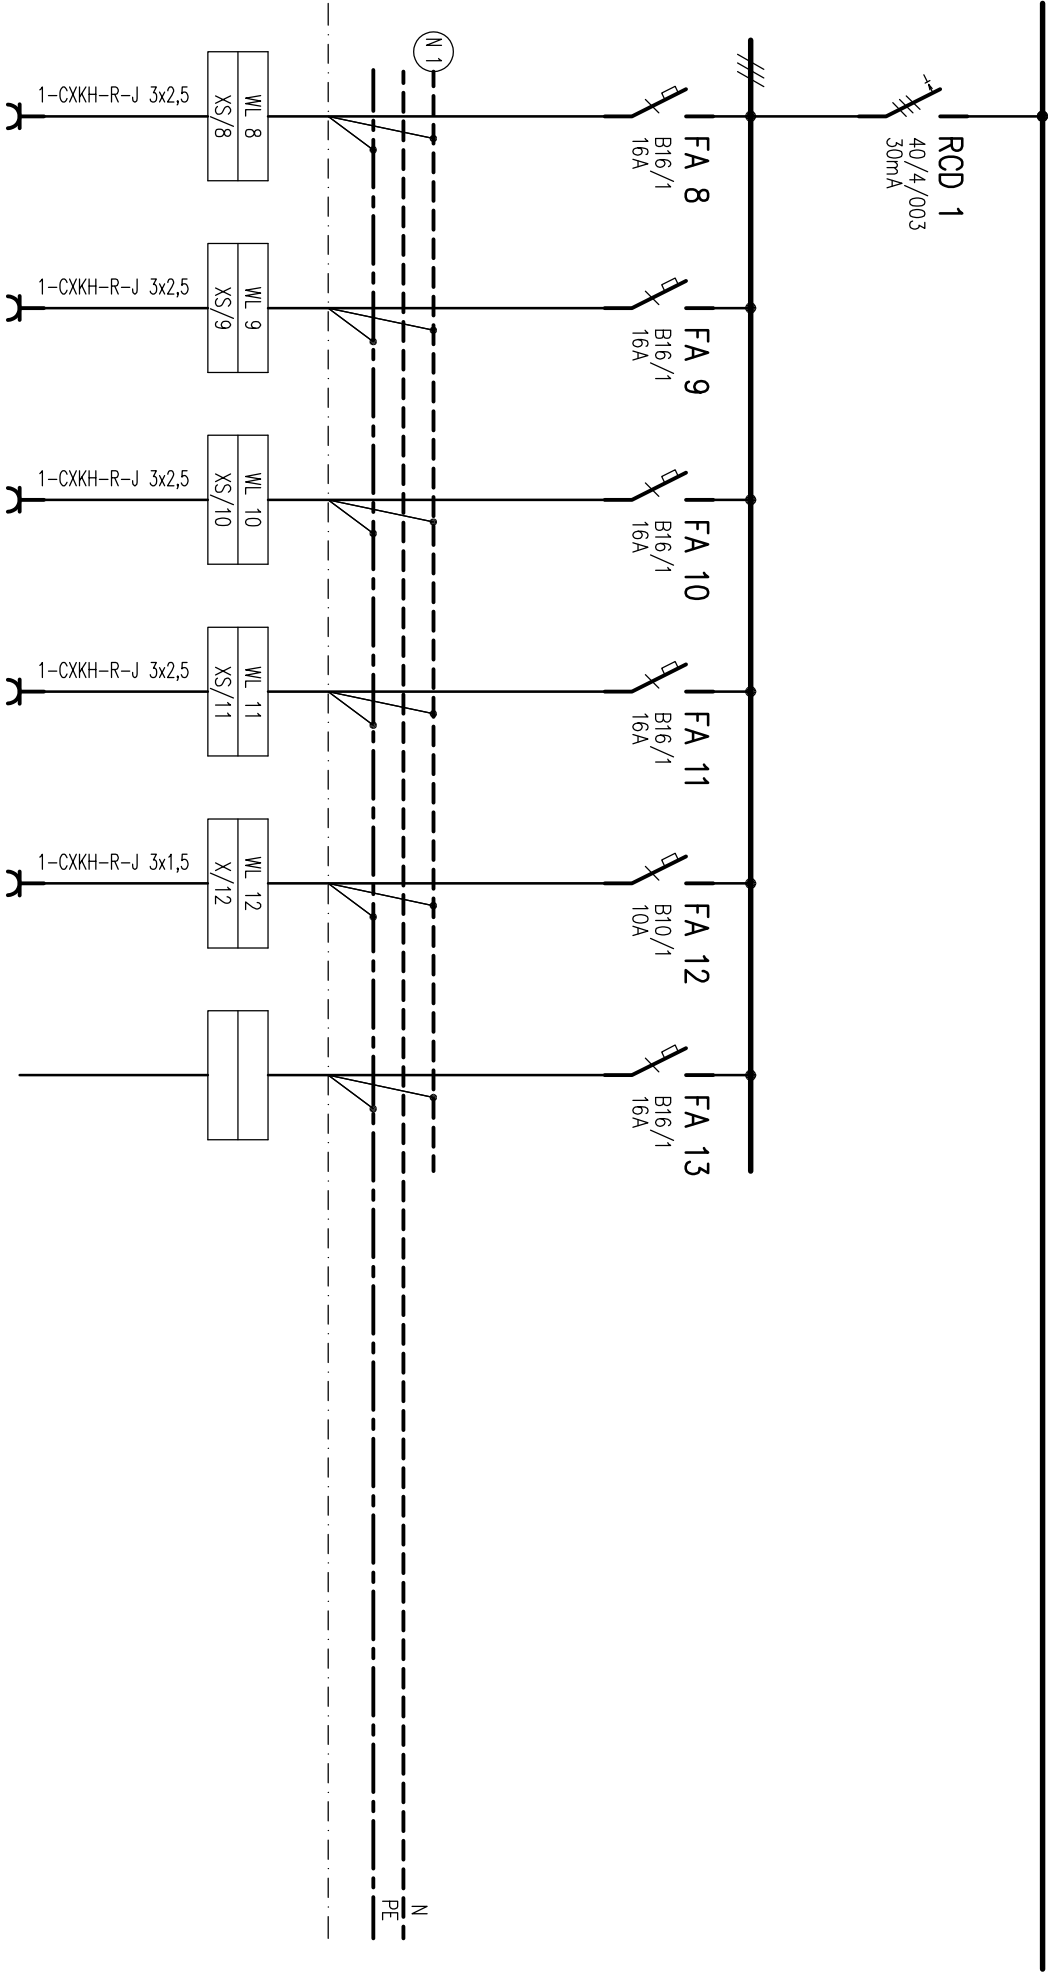 RCD 1
40/4/003
30mA
FA 8
B16/1
16A
FA 9
B16/1
16A
FA 10
B16/1
16A
FA 11
B16/1
16A
FA 12
B10/1
10A
FA 13
B16/1
16A
N 1
N
PE
WL 8
XS/8
WL 9
XS/9
WL 10
XS/10
WL 11
XS/11
WL 12
X/12
1-CXKH-R-J 3x2,5
1-CXKH-R-J 3x2,5
1-CXKH-R-J 3x2,5
1-CXKH-R-J 3x2,5
1-CXKH-R-J 3x1,5